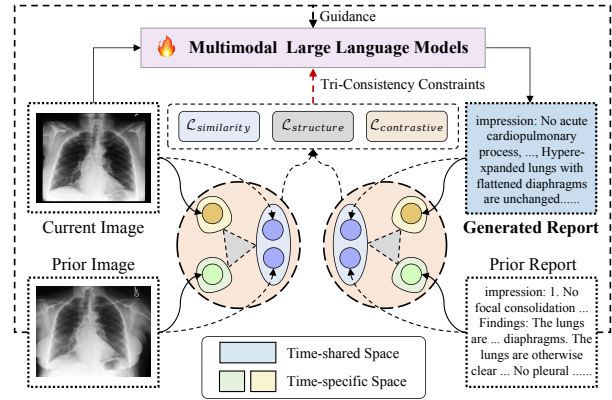 Guidance
Multimodal Large Language Models
Tri-Consistency Constraints
ℒsimilarity
ℒstructure
ℒcontrastive
impression: No acute
cardiopulmonary
process, ..., Hypere-
xpanded lungs with
flattened diaphragms
are unchanged......
Current Image
Generated Report
Prior Image
Prior Report
impression: 1. No
focal consolidation ...
Findings: The lungs
are ... diaphragms. The
lungs are otherwise
clear ... No pleural ......
Time-shared Space
Time-specific Space